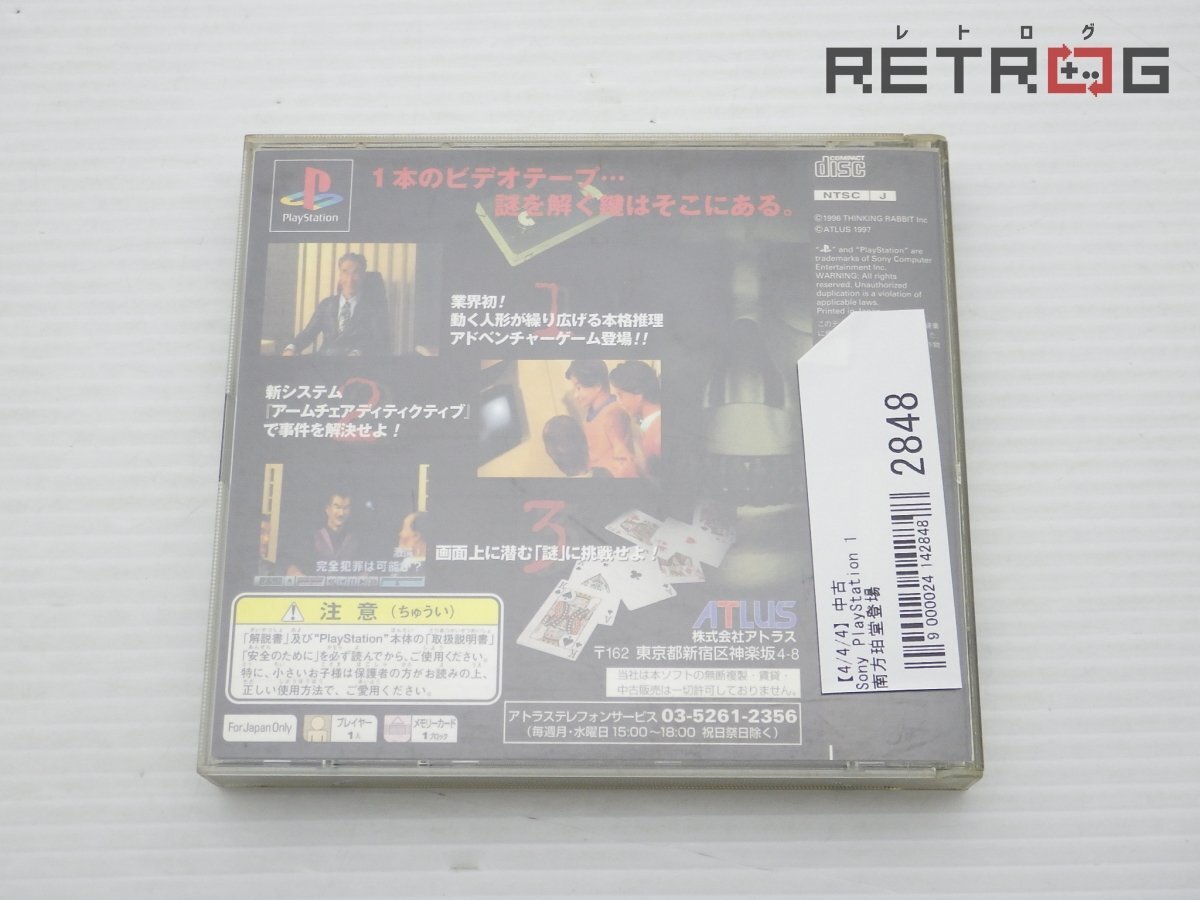 レトログ
RETROG
PlayStation
1本のビデオテープ…
謎を解く鍵はそこにある。
COMPACT
disc
NTSC J
©1996 THINKING RABBIT Inc
©ATLUS 1997
"PS" and "PlayStation" are
trademarks of Sony Computer
Entertainment Inc.
WARNING: All rights
reserved. Unauthorized
duplication is a violation of
applicable laws.
Printed in Japan
1
業界初!
動く人形が繰り広げる本格推理
アドベンチャーゲーム登場!!
2
新システム
『アームチェアディティクティブ』
で事件を解決せよ!
3
画面上に潜む「謎」に挑戦せよ!
完全犯罪は可能か?
注意(ちゅうい)
「解説書」及び"PlayStation"本体の「取扱説明書」
「安全のために」を必ず読んでから、ご使用ください。
特に、小さいお子様は保護者の方がお読みの上、
正しい使用方法で、ご愛用ください。
For Japan Only
プレイヤー
1人
メモリーカード
1ブロック
ATLUS
株式会社アトラス
〒162 東京都新宿区神楽坂4-8
当社は本ソフトの無断複製・賃貸・
中古販売は一切許可しておりません。
アトラステレフォンサービス 03-5261-2356
(毎週月・水曜日15:00〜18:00 祝日祭日除く)
【4/4/4】中古
Sony PlayStation 1
南方珀堂登場
2848
9 000024 142848